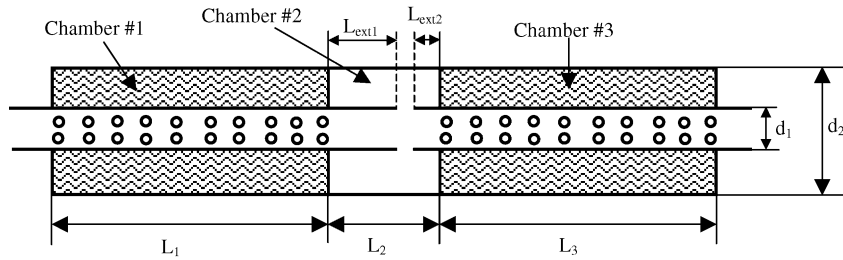 Chamber #1
Chamber #2
L_ext1
L_ext2
Chamber #3
d_1
d_2
L_1
L_2
L_3